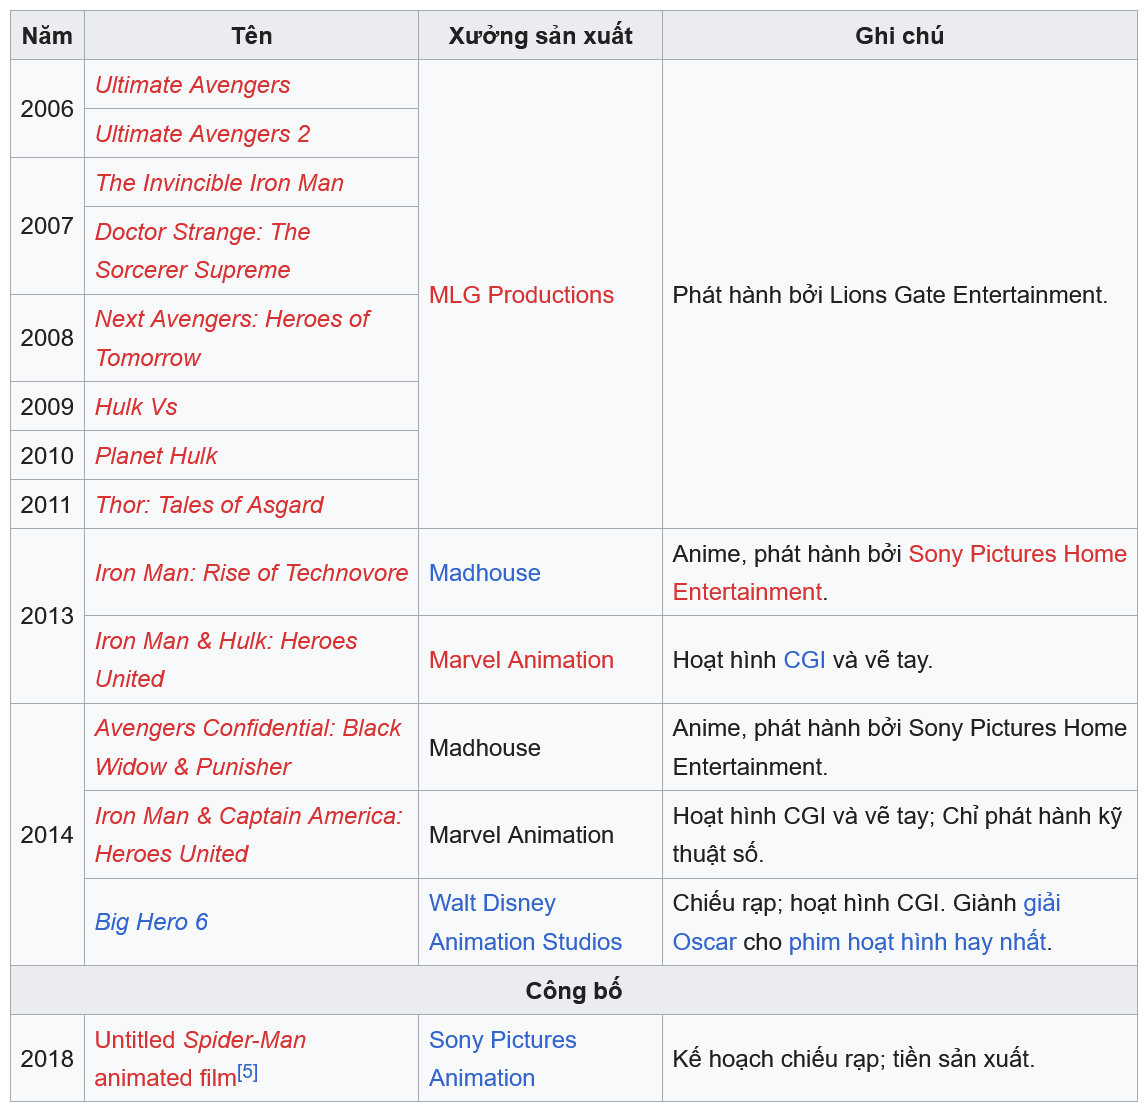 Năm Tên Xưởng sản xuất Ghi chú
2006
Ultimate Avengers
Ultimate Avengers 2
2007
The Invincible Iron Man
Doctor Strange: The
Sorcerer Supreme
2008
Next Avengers: Heroes of
Tomorrow
2009
Hulk Vs
2010
Planet Hulk
2011
Thor: Tales of Asgard
MLG Productions
Phát hành bởi Lions Gate Entertainment.
2013
Iron Man: Rise of Technovore
Madhouse
Anime, phát hành bởi Sony Pictures Home
Entertainment.
Iron Man & Hulk: Heroes
United
Marvel Animation
Hoạt hình CGI và vẽ tay.
2014
Avengers Confidential: Black
Widow & Punisher
Madhouse
Anime, phát hành bởi Sony Pictures Home
Entertainment.
Iron Man & Captain America:
Heroes United
Marvel Animation
Hoạt hình CGI và vẽ tay; Chỉ phát hành kỹ
thuật số.
Big Hero 6
Walt Disney
Animation Studios
Chiếu rạp; hoạt hình CGI. Giành giải
Oscar cho phim hoạt hình hay nhất.
Công bố
2018
Untitled Spider-Man
animated film[5]
Sony Pictures
Animation
Kế hoạch chiếu rạp; tiền sản xuất.